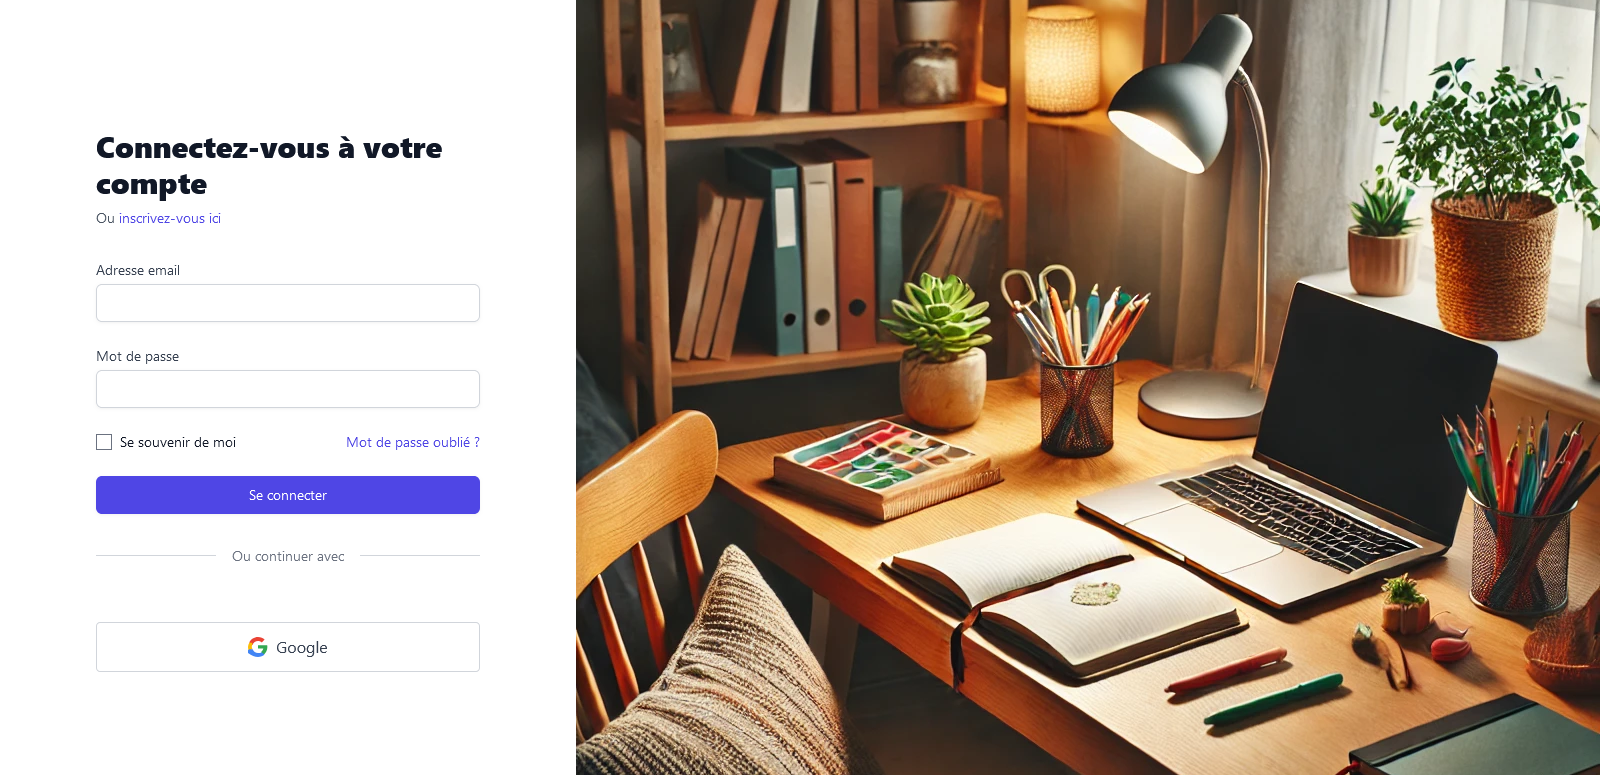 Connectez-vous à votre
compte
Ou inscrivez-vous ici
Adresse email
Mot de passe
Se souvenir de moi
Mot de passe oublié ?
Se connecter
Ou continuer avec
Google